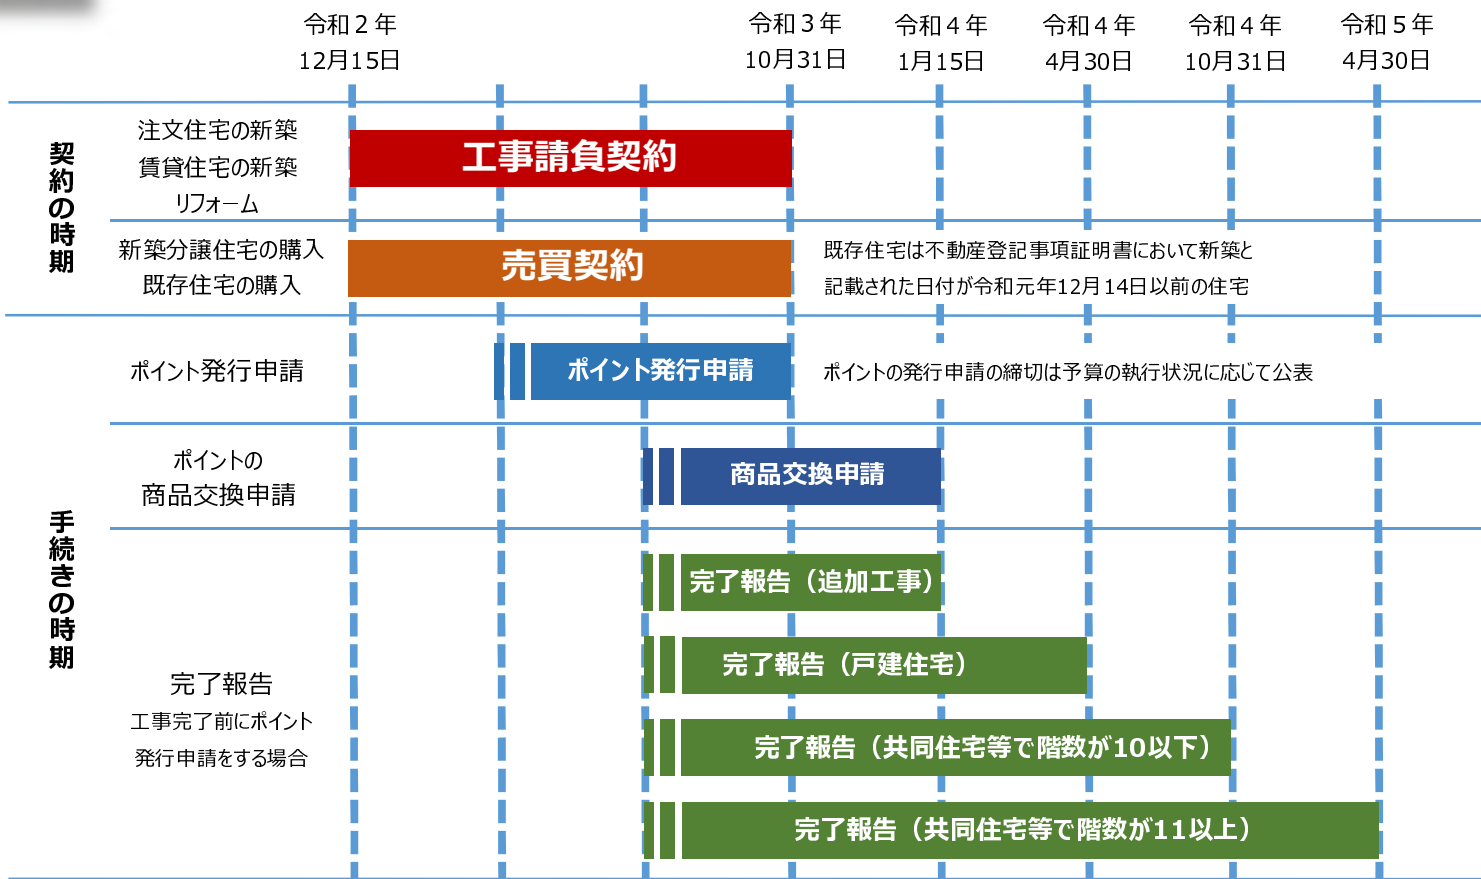 令和２年
12月15日
令和３年
10月31日
令和４年
1月15日
令和４年
4月30日
令和４年
10月31日
令和５年
4月30日
契約の時期
注文住宅の新築
賃貸住宅の新築
リフォーム
工事請負契約
新築分譲住宅の購入
既存住宅の購入
売買契約
既存住宅は不動産登記事項証明書において新築と
記載された日付が令和元年12月14日以前の住宅
手続きの時期
ポイント発行申請
ポイント発行申請
ポイントの発行申請の締切は予算の執行状況に応じて公表
ポイントの
商品交換申請
商品交換申請
完了報告
工事完了前にポイント
発行申請をする場合
完了報告（追加工事）
完了報告（戸建住宅）
完了報告（共同住宅等で階数が10以下）
完了報告（共同住宅等で階数が11以上）